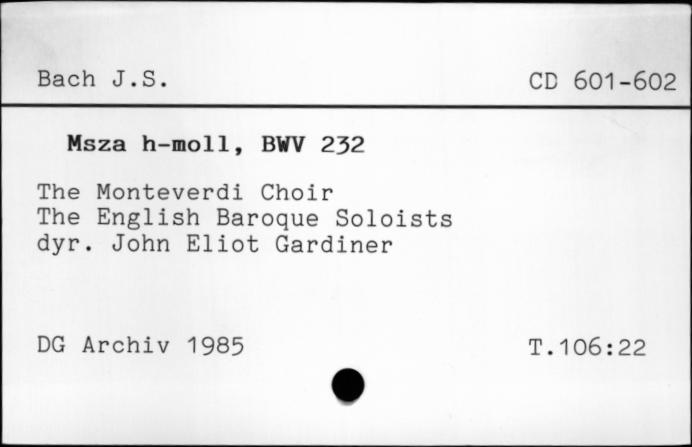 Bach J.S. CD 601-602
Msza h-moll, BWV 232
The Monteverdi Choir
The English Baroque Soloists
dyr. John Eliot Gardiner
DG Archiv 1985 T.106:22